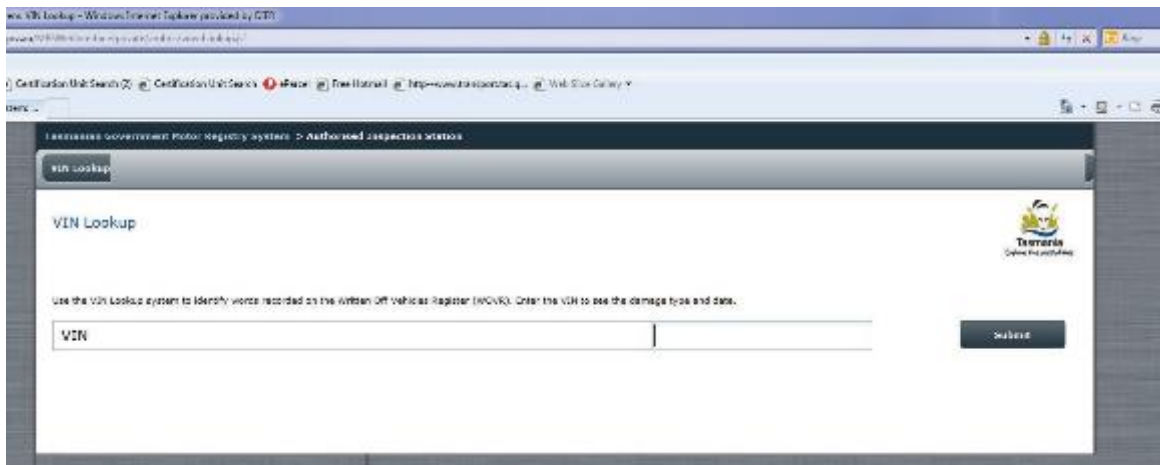 VIN Lookup - Windows Internet Explorer provided by
Certification Unit Search (2) Certification Unit Search eParcel Free Hotmail Web Slice Gallery
Tasmanian Government Motor Registry System > Authorised Inspection Station
VIN Lookup
VIN Lookup
Tasmania
Explore the possibilities
Use the VIN Lookup system to identify words recorded on the Written Off Vehicles Register (WOVR). Enter the VIN to see the damage type and date.
VIN
Submit